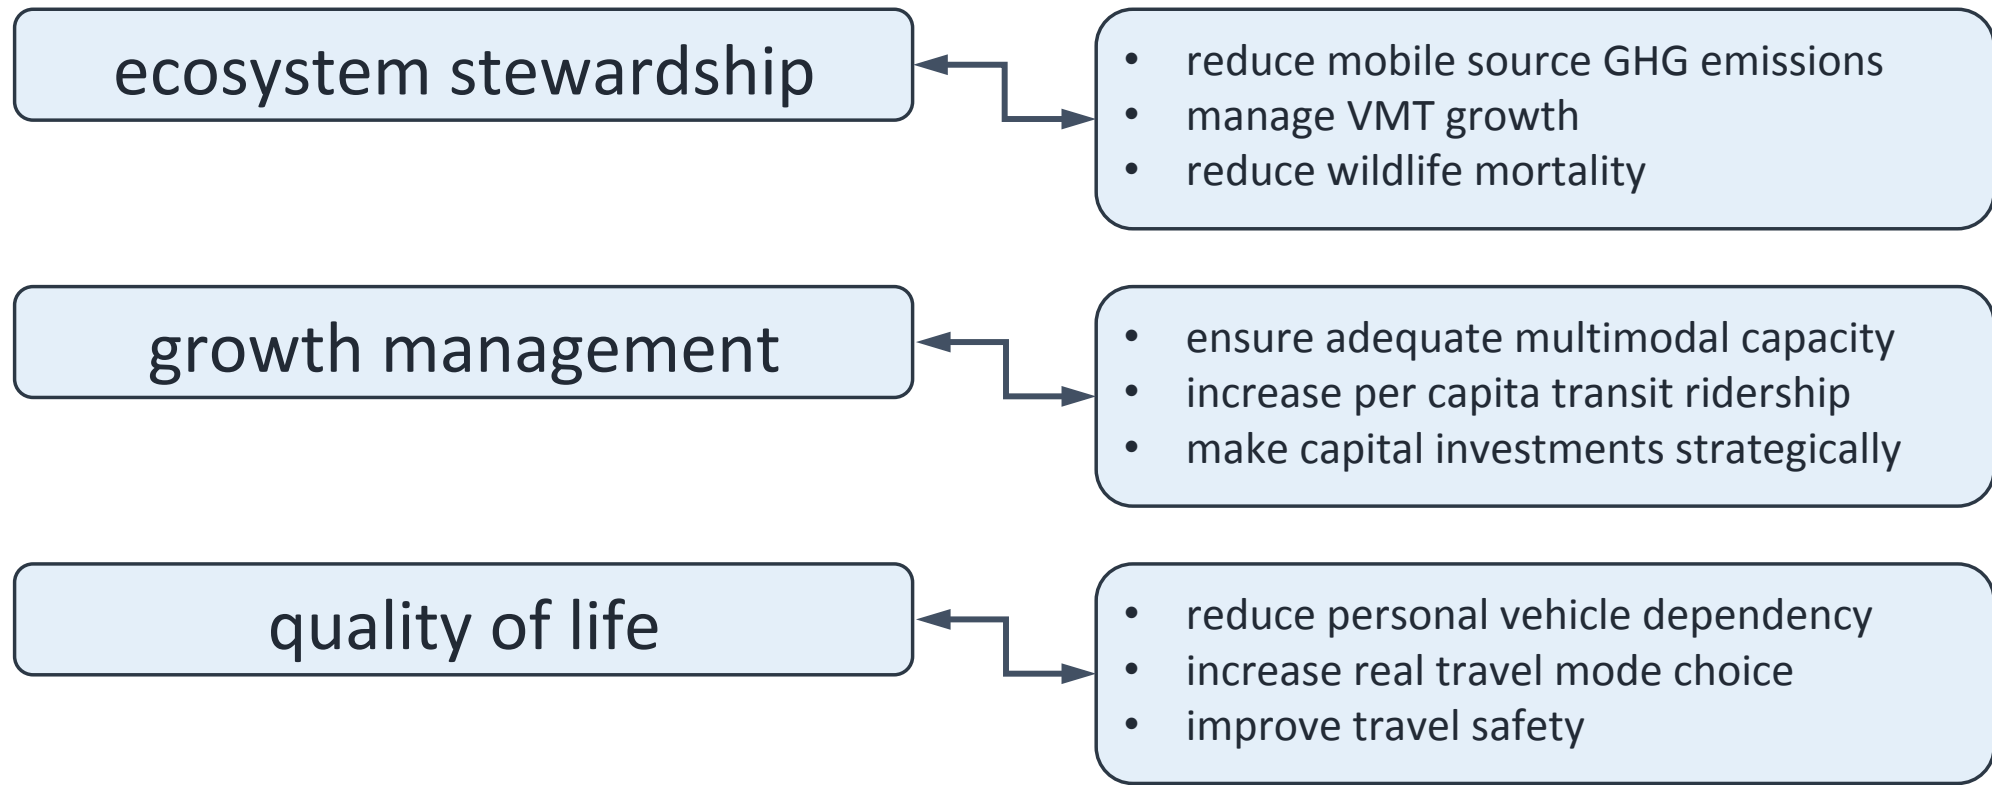 ecosystem stewardship
• reduce mobile source GHG emissions
• manage VMT growth
• reduce wildlife mortality
growth management
• ensure adequate multimodal capacity
• increase per capita transit ridership
• make capital investments strategically
quality of life
• reduce personal vehicle dependency
• increase real travel mode choice
• improve travel safety